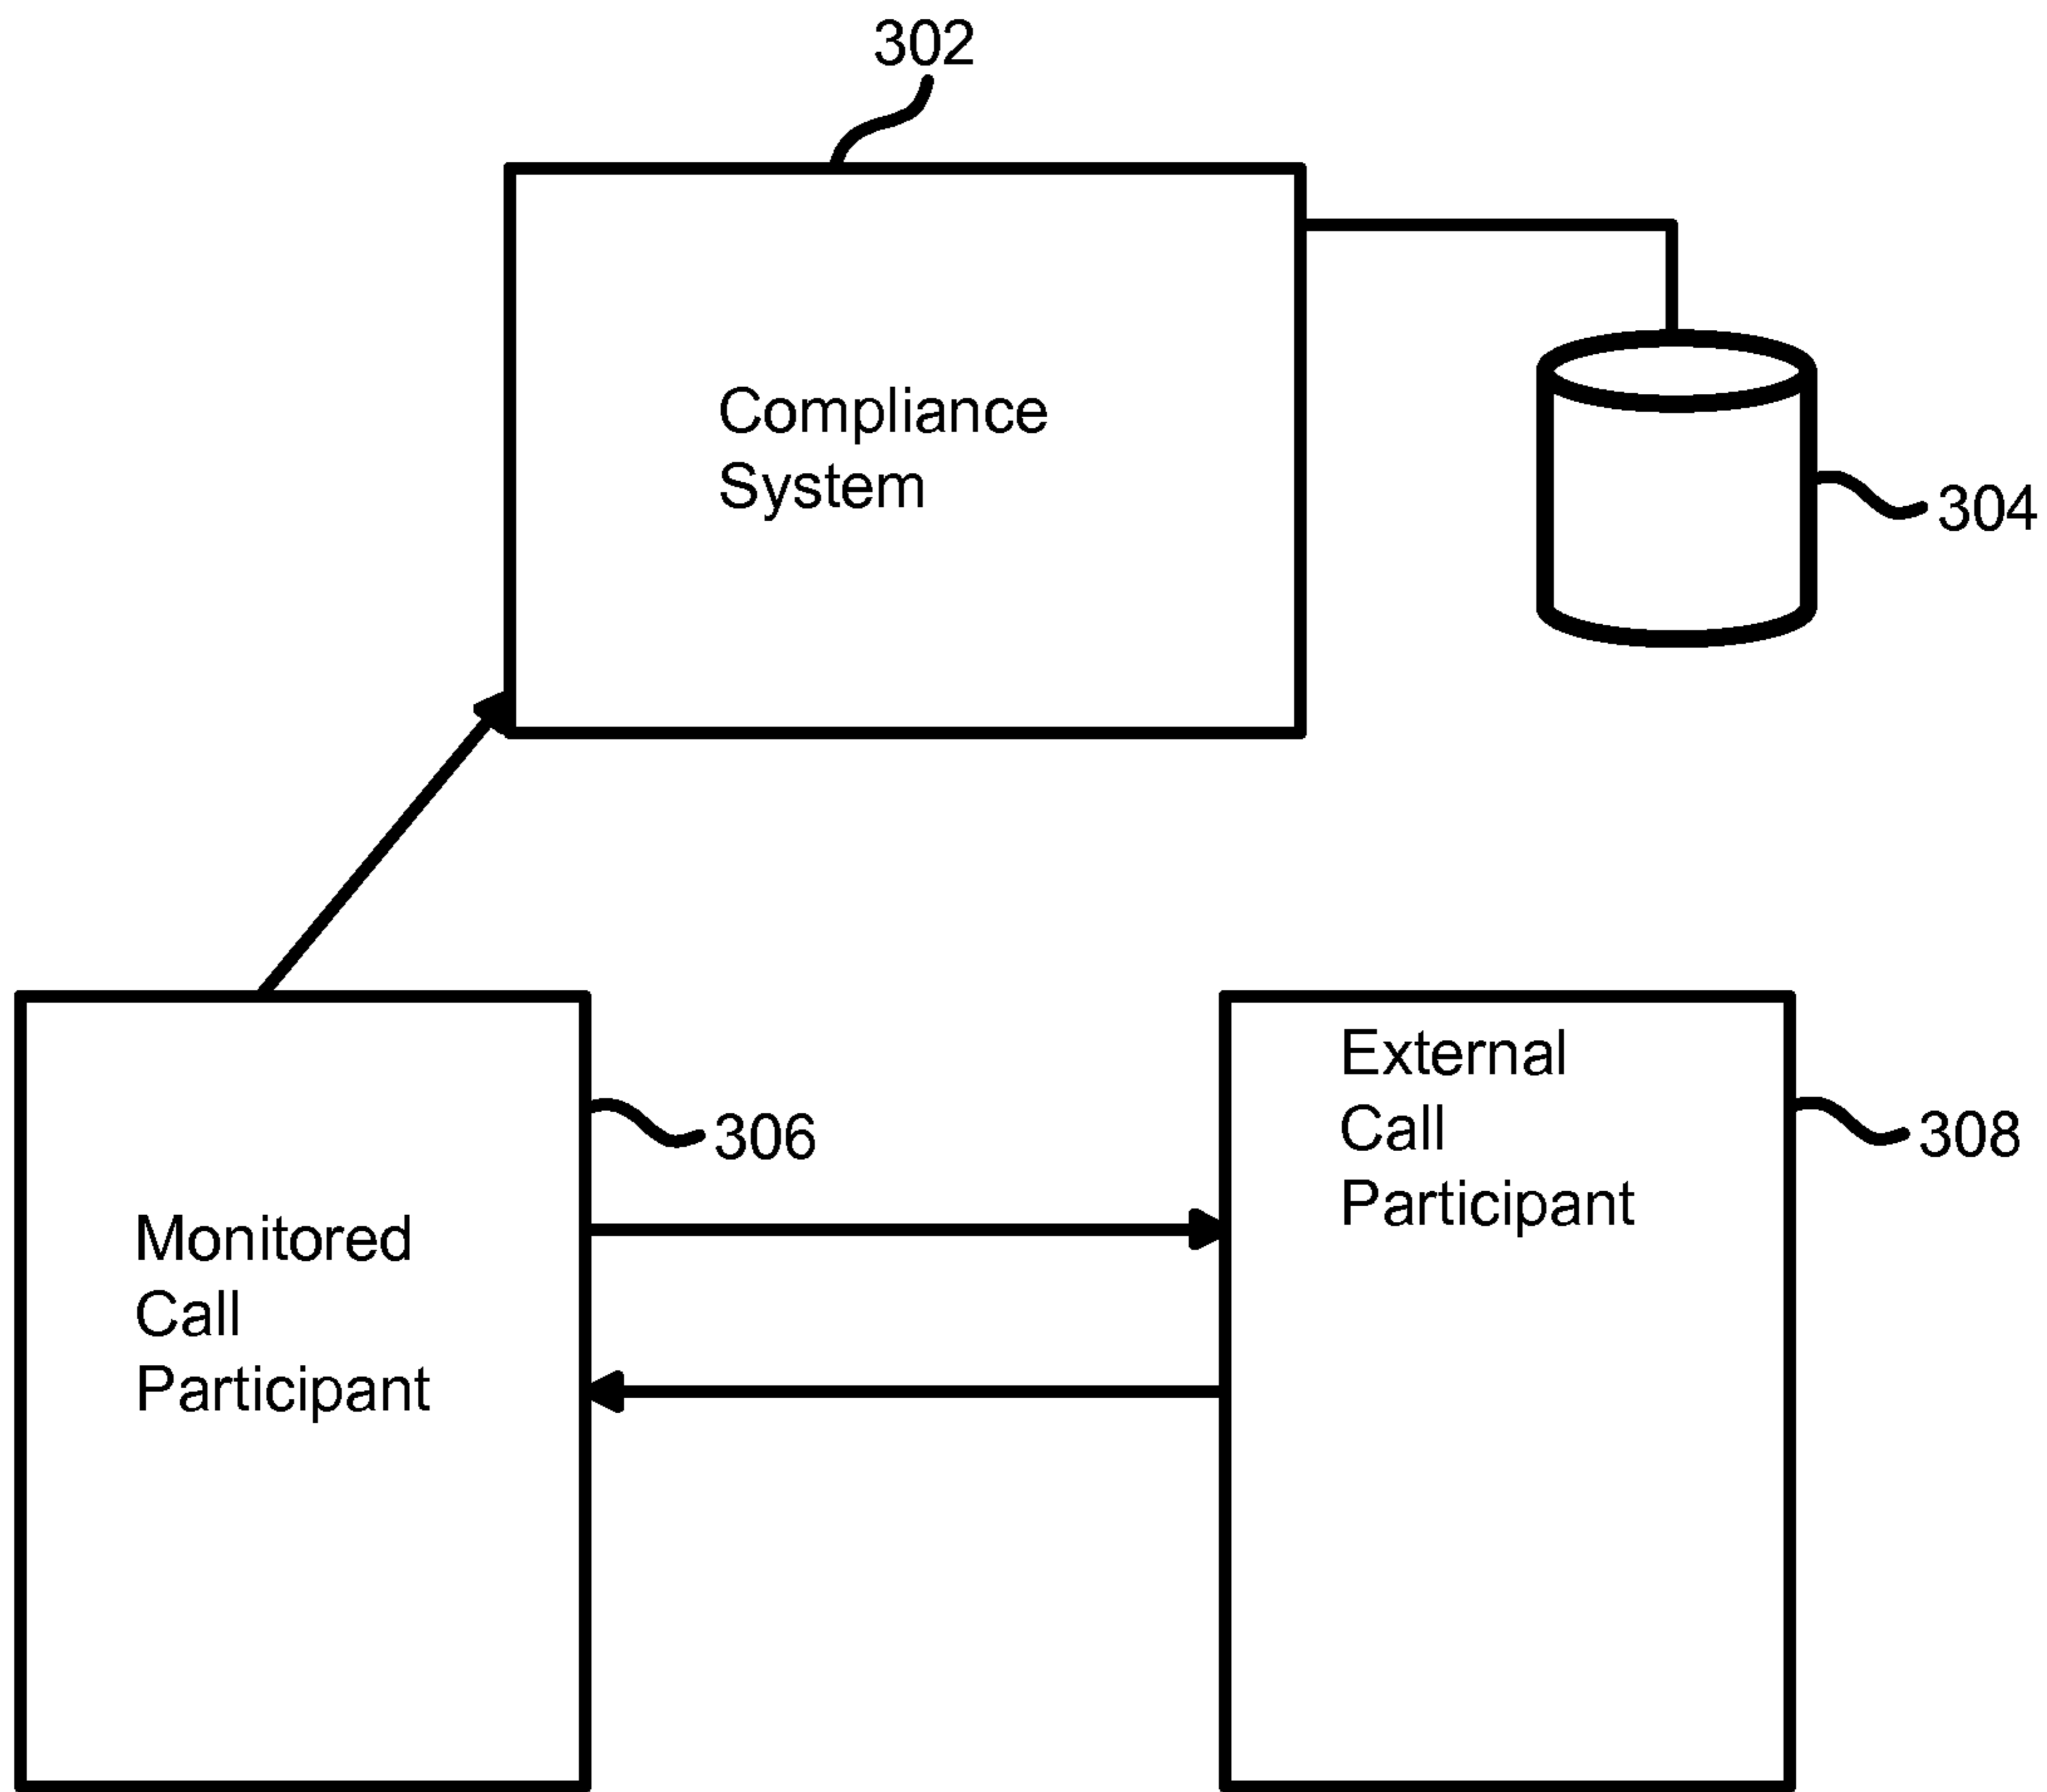 302
Compliance
System
304
306
Monitored
Call
Participant
External
Call
Participant
308